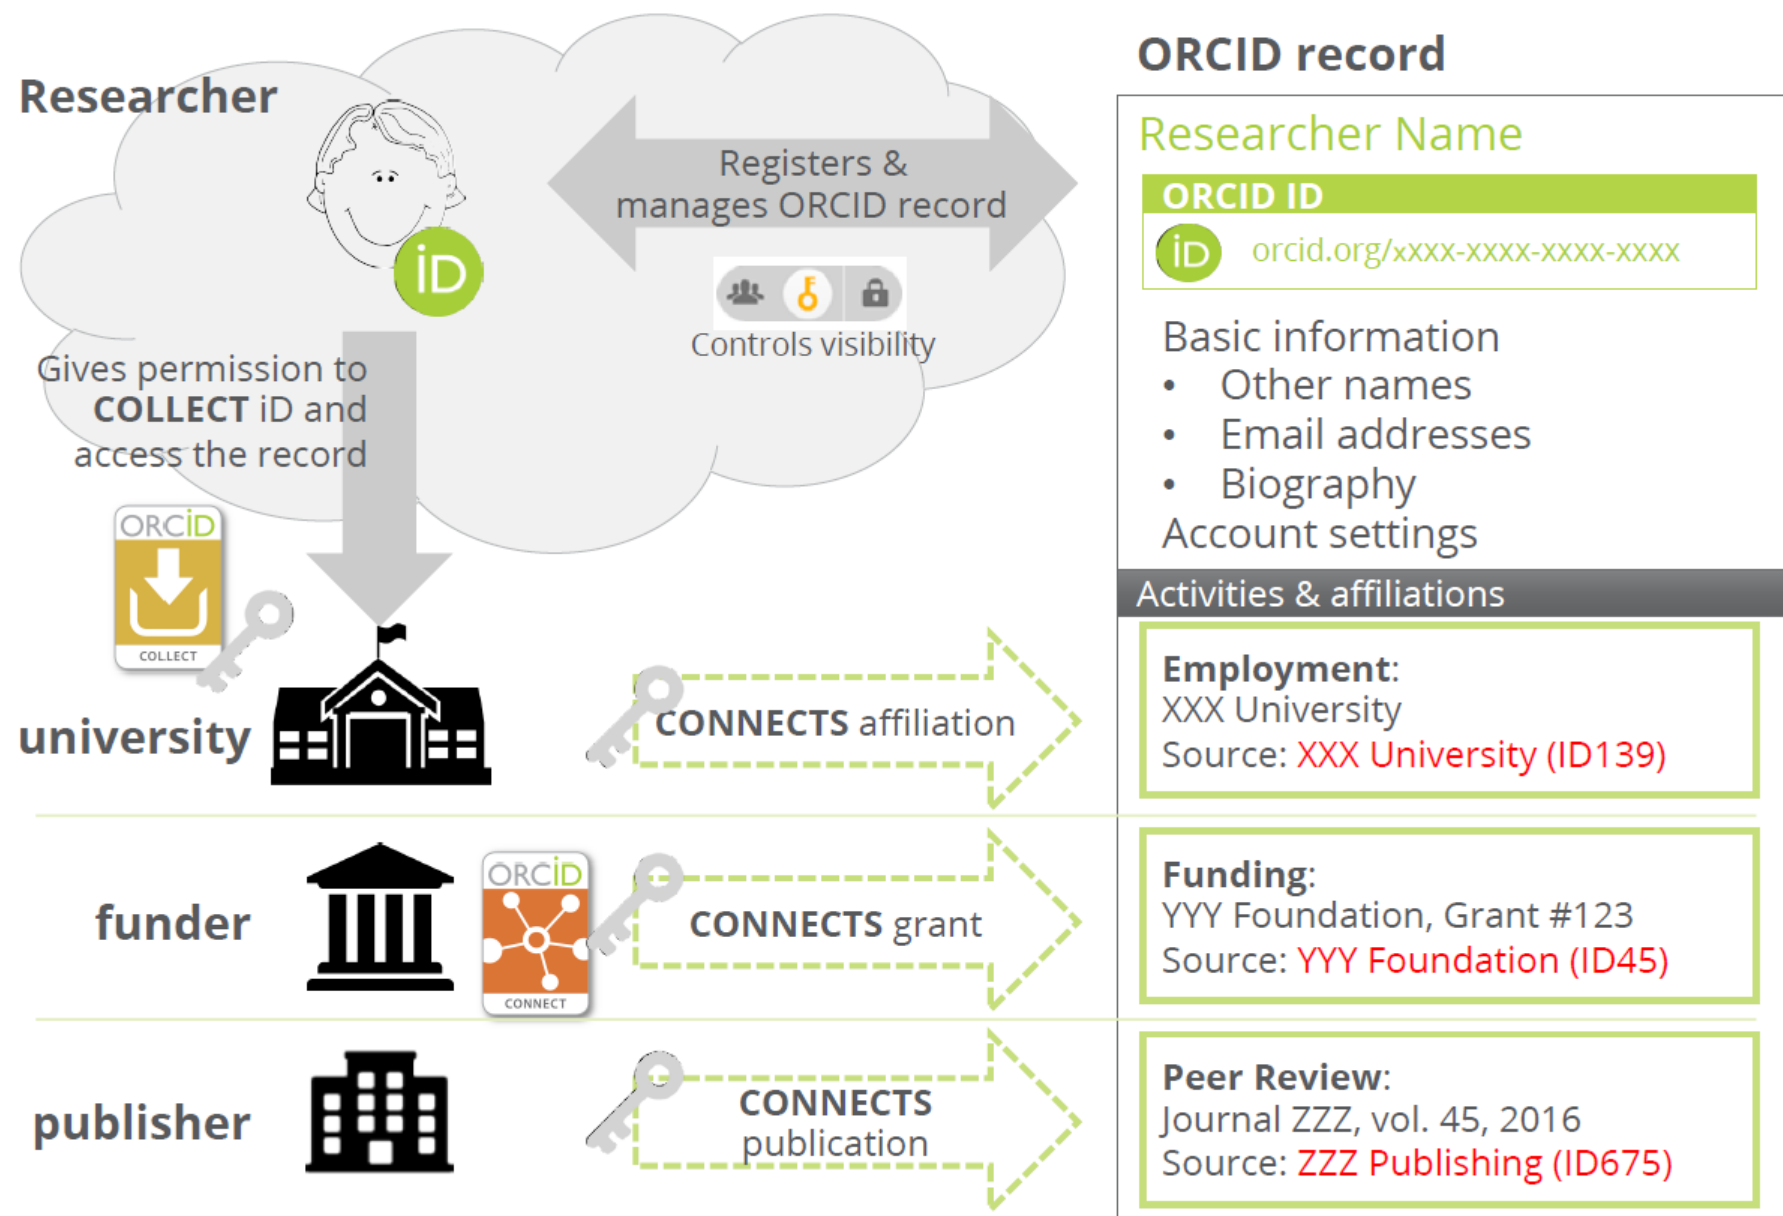 Researcher
iD
Registers &
manages ORCID record
Controls visibility
Gives permission to
COLLECT iD and
access the record
ORCiD
COLLECT
university
CONNECTS affiliation
funder
ORCiD
CONNECT
CONNECTS grant
publisher
CONNECTS
publication
ORCID record
Researcher Name
ORCID ID
iD orcid.org/xxxx-xxxx-xxxx-xxxx
Basic information
• Other names
• Email addresses
• Biography
Account settings
Activities & affiliations
Employment:
XXX University
Source: XXX University (ID139)
Funding:
YYY Foundation, Grant #123
Source: YYY Foundation (ID45)
Peer Review:
Journal ZZZ, vol. 45, 2016
Source: ZZZ Publishing (ID675)